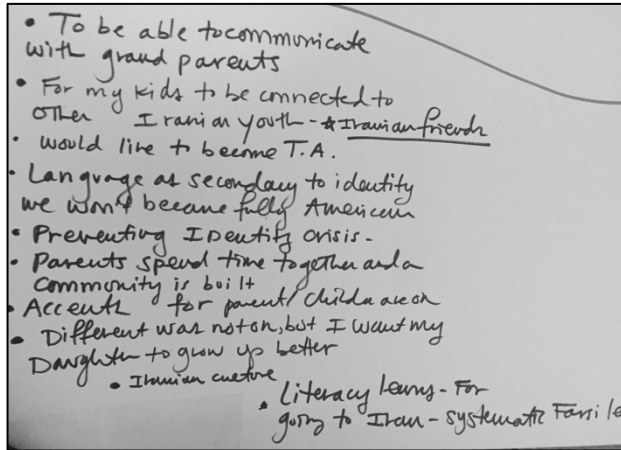 • To be able to communicate
with grand parents
• For my kids to be connected to
other Iranian youth - * Iranian friends
• would like to become T.A.
• Language as secondary to identity
we won't became fully American
• Preventing Identity crisis -
• Parents spend time together and a
Community is built
• Accents for parent/
• Different was not on, but I want my
Daughter to grow up better
• Iranian culture
• Literacy - For
going to Iran - systematic Farsi le